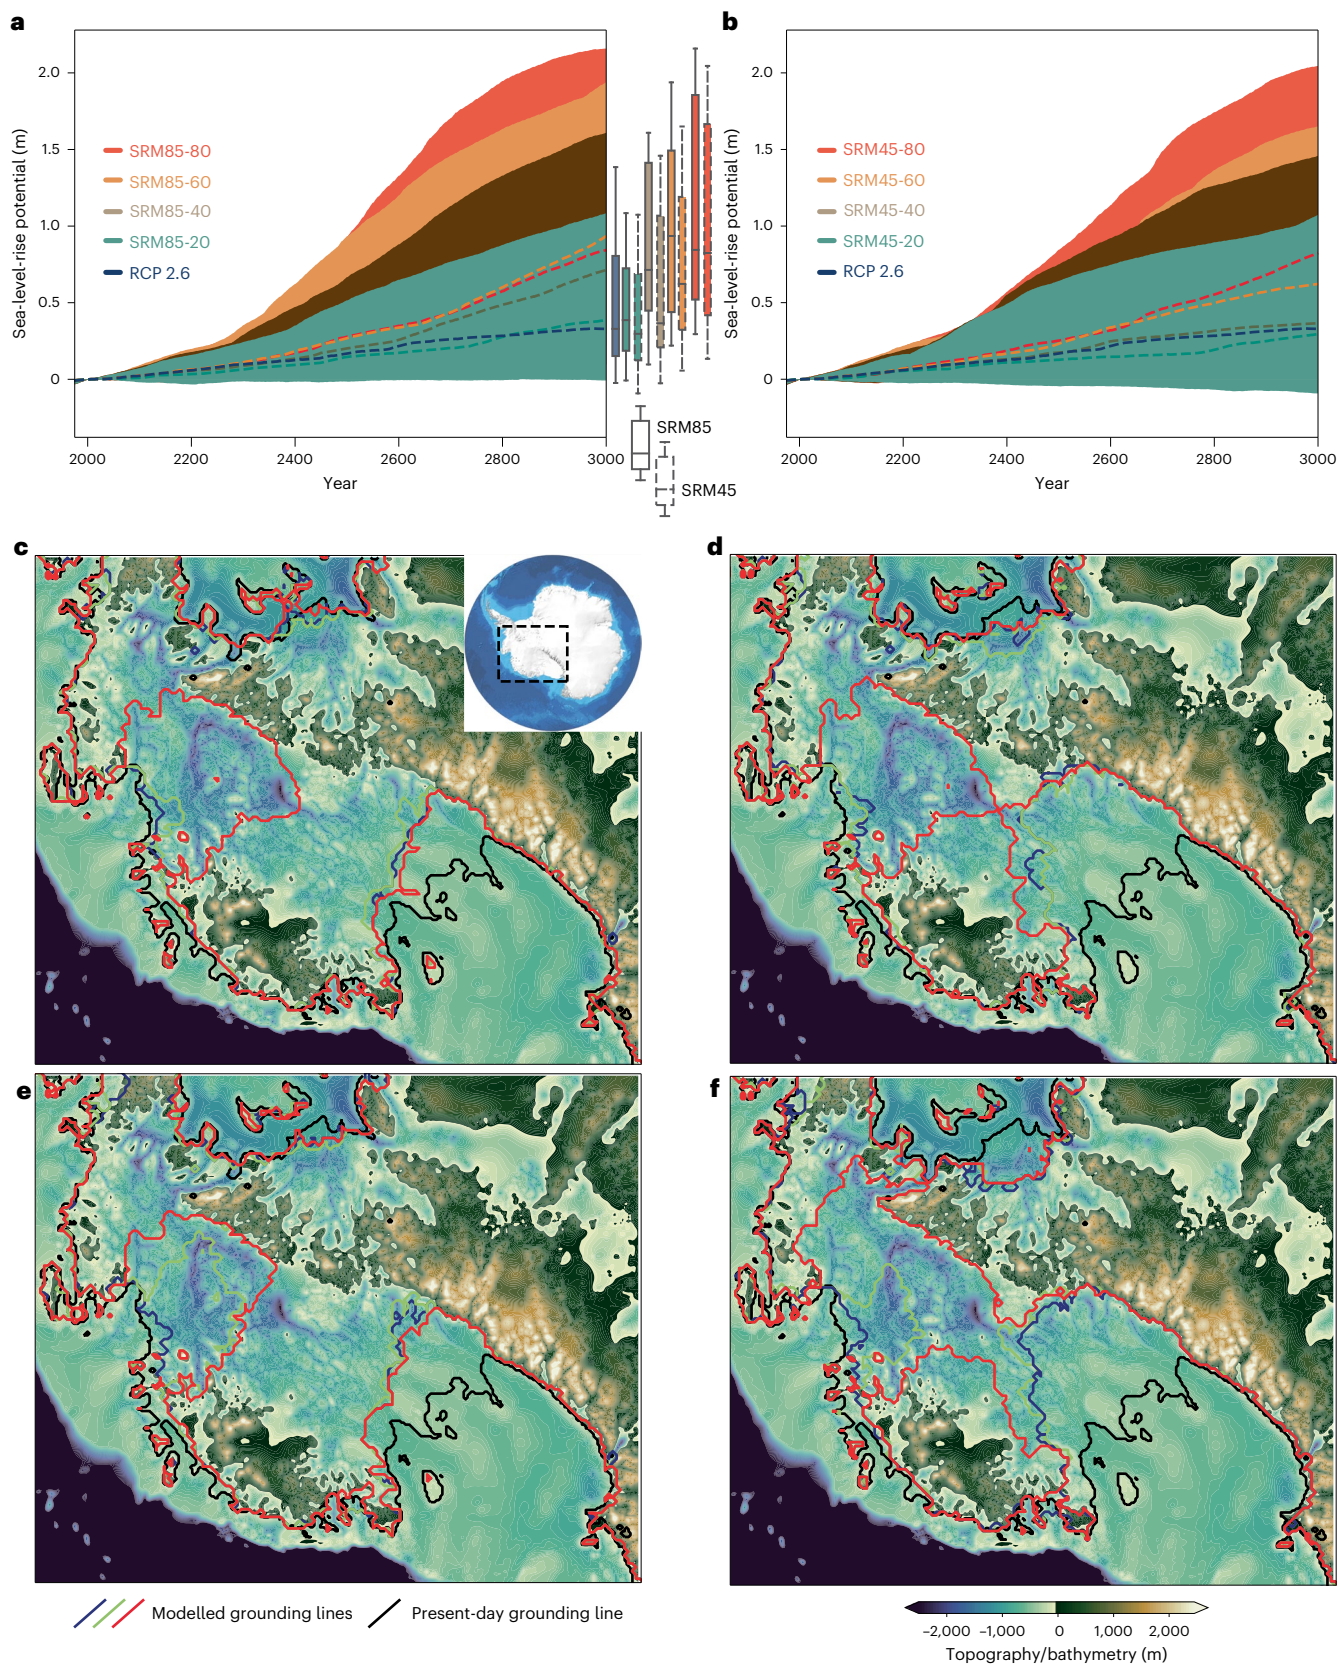 a
b
Sea-level-rise potential (m)
2.0
1.5
1.0
0.5
0
SRM85-80
SRM85-60
SRM85-40
SRM85-20
RCP 2.6
2000
2200
2400
2600
2800
3000
Year
SRM85
SRM45
Sea-level-rise potential (m)
2.0
1.5
1.0
0.5
0
SRM45-80
SRM45-60
SRM45-40
SRM45-20
RCP 2.6
2000
2200
2400
2600
2800
3000
Year
c
d
e
f
Modelled grounding lines
Present-day grounding line
–2,000
–1,000
0
1,000
2,000
Topography/bathymetry (m)